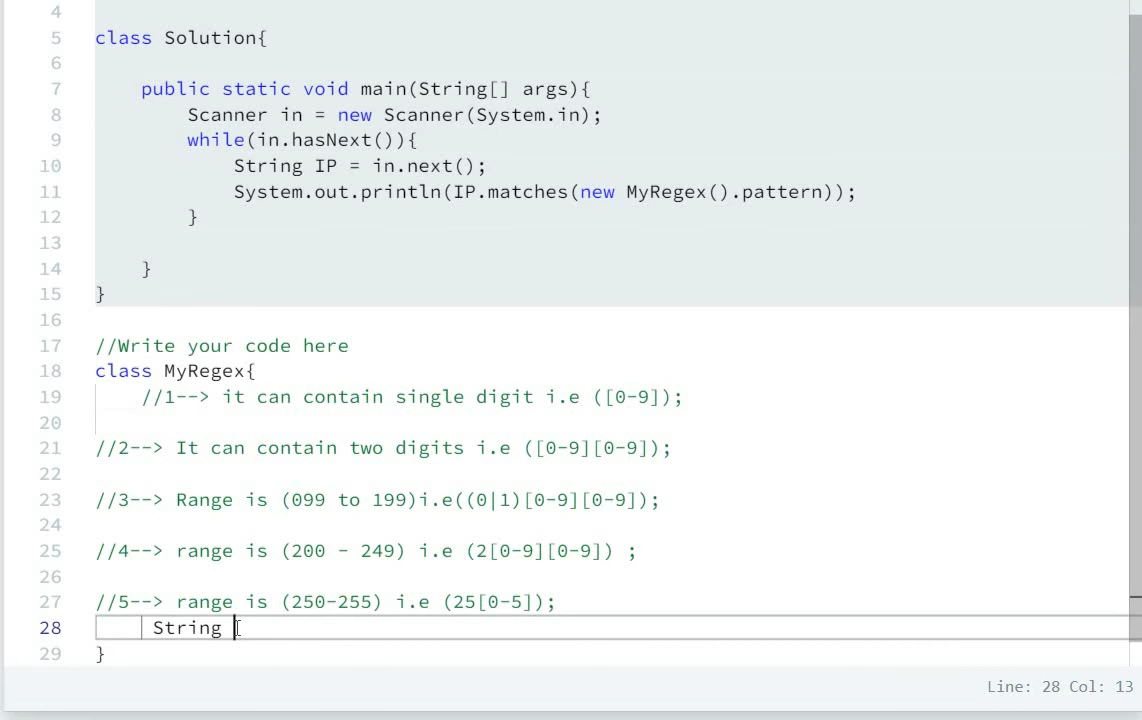 4
5 class Solution{
6
7 public static void main(String[] args){
8 Scanner in = new Scanner(System.in);
9 while(in.hasNext()){
10 String IP = in.next();
11 System.out.println(IP.matches(new MyRegex().pattern));
12 }
13
14 }
15 }
16
17 //Write your code here
18 class MyRegex{
19 //1--> it can contain single digit i.e ([0-9]);
20
21 //2--> It can contain two digits i.e ([0-9][0-9]);
22
23 //3--> Range is (099 to 199)i.e((0|1)[0-9][0-9]);
24
25 //4--> range is (200 - 249) i.e (2[0-9][0-9]) ;
26
27 //5--> range is (250-255) i.e (25[0-5]);
28 String
29 }
Line: 28 Col: 13